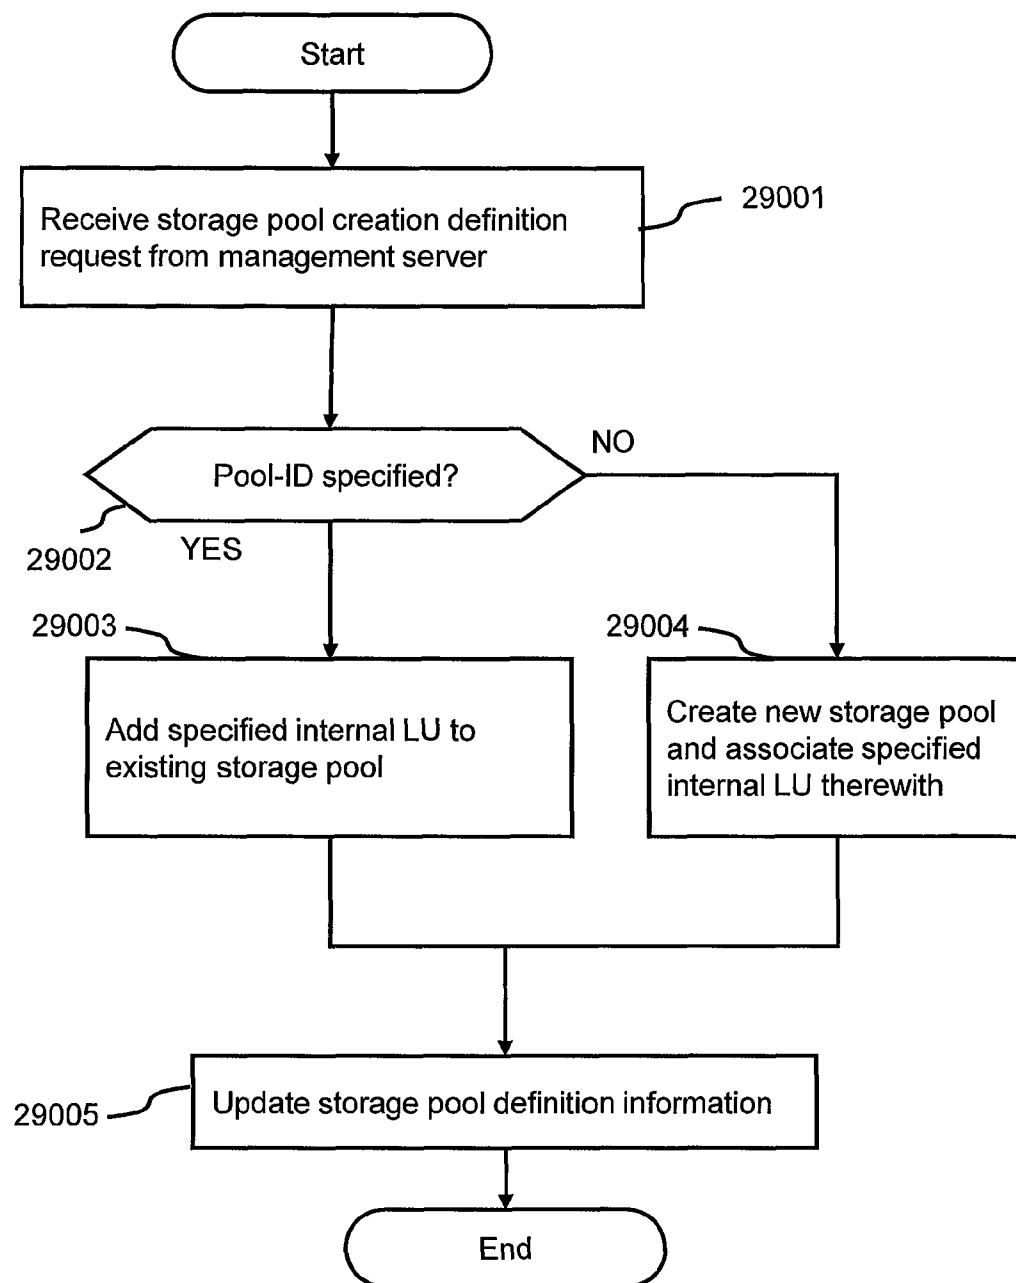 Start
Receive storage pool creation definition
request from management server
29001
Pool-ID specified?
NO
29002
YES
29003
29004
Add specified internal LU to
existing storage pool
Create new storage pool
and associate specified
internal LU therewith
Update storage pool definition information
29005
End